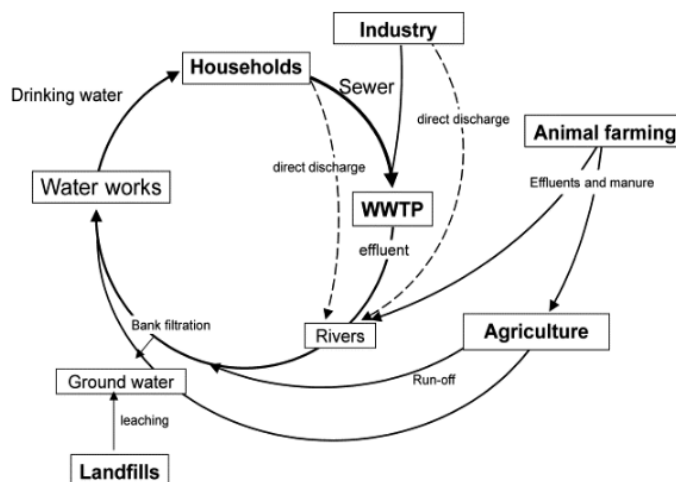 Industry
Households
Sewer
Drinking water
direct discharge
Animal farming
direct discharge
Effluents and manure
Water works
WWTP
effluent
Bank filtration
Rivers
Agriculture
Ground water
Run-off
leaching
Landfills